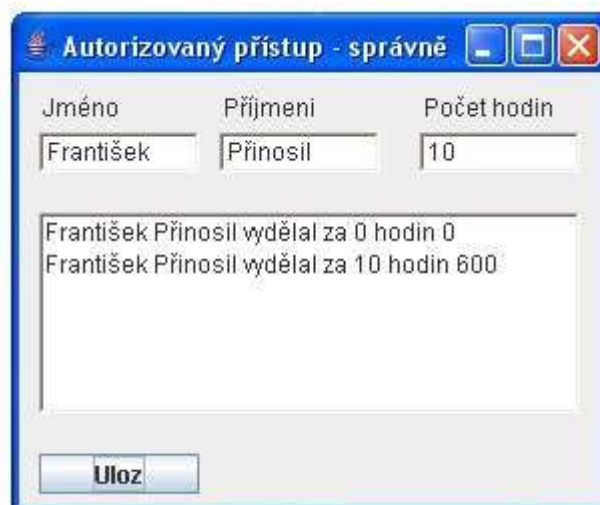 Autorizovaný přístup - správně
Jméno Příjmeni Počet hodin
František Přinosil 10
František Přinosil vydělal za 0 hodin 0
František Přinosil vydělal za 10 hodin 600
Uloz